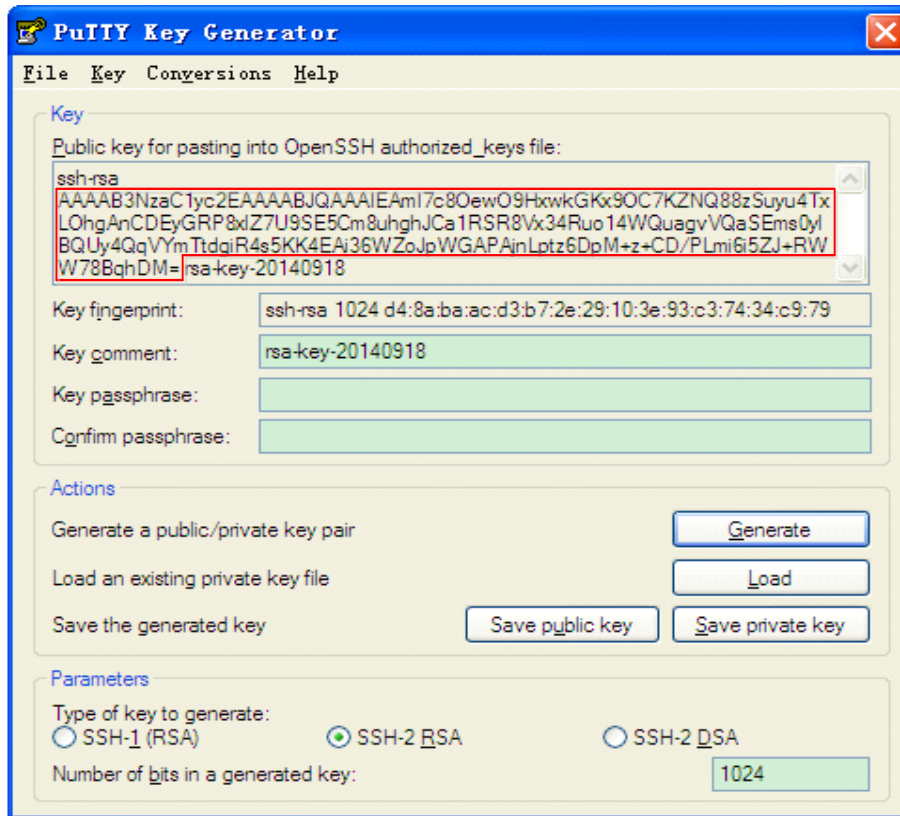 PuTTY Key Generator
File Key Conversions Help
Key
Public key for pasting into OpenSSH authorized_keys file:
ssh-rsa
AAAAB3NzaC1yc2EAAAABJQAAAIEAmI7c8OewO9HxwkGKx9OC7KZNQ88zSuyu4Tx
LOhgAnCDEyGRP8xlZ7U9SE5Cm8uhghJCa1RSR8Vx34Ruo14WQuagvVQaSEms0yl
BQUy4QqVYmTtdgiR4s5KK4EAi36WZoJpWGAPAjnLptz6DpM+z+CD/PLmi6i5ZJ+RW
W78BqhDM= rsa-key-20140918
Key fingerprint: ssh-rsa 1024 d4:8a:ba:ac:d3:b7:2e:29:10:3e:93:c3:74:34:c9:79
Key comment: rsa-key-20140918
Key passphrase:
Confirm passphrase:
Actions
Generate a public/private key pair Generate
Load an existing private key file Load
Save the generated key Save public key Save private key
Parameters
Type of key to generate:
SSH-1 (RSA) SSH-2 RSA SSH-2 DSA
Number of bits in a generated key: 1024